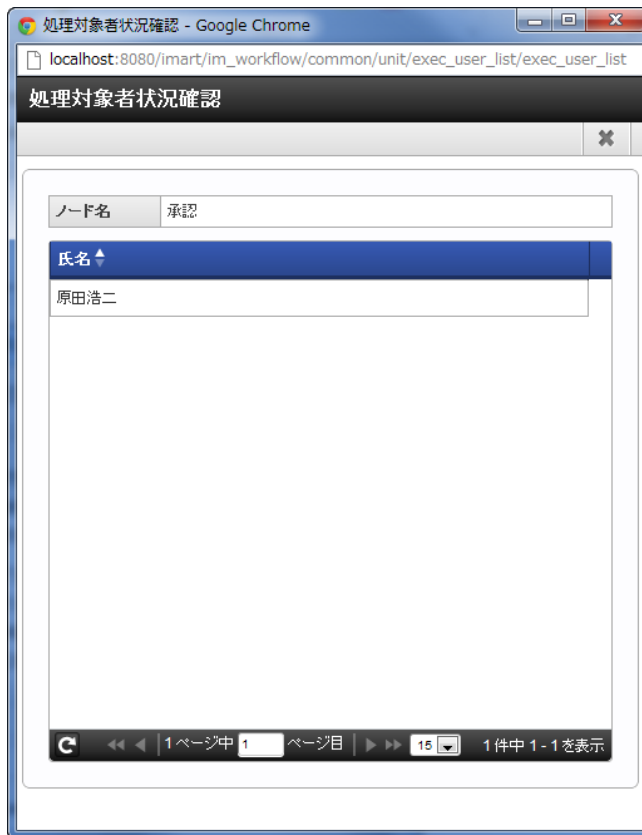 処理対象者状況確認 - Google Chrome
localhost:8080/imart/im_workflow/common/unit/exec_user_list/exec_user_list
処理対象者状況確認
ノード名 承認
氏名
原田浩二
1 ページ中 1 ページ目 15 1 件中 1 - 1 を表示